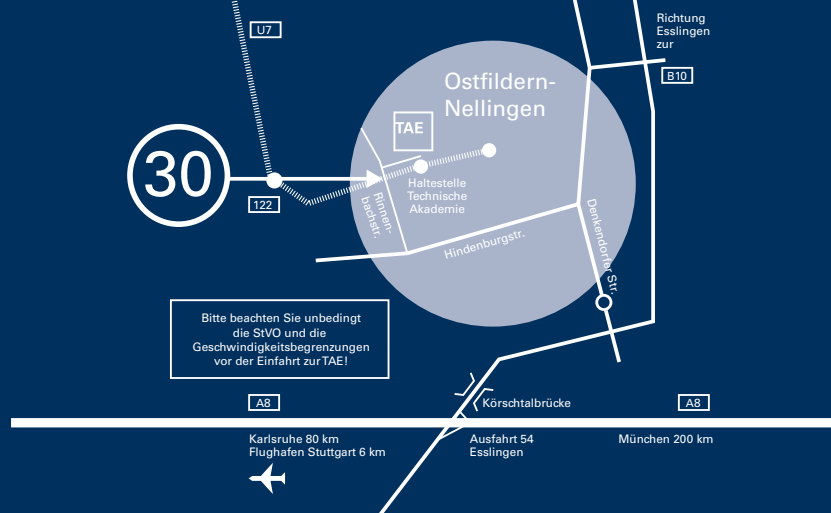 U7
Richtung
Esslingen
zur
B10
Ostfildern-
Nellingen
TAE
30
122
Haltestelle
Technische
Akademie
Rinnen-
bachstr.
Hindenburgstr.
Denkendorfer Str.
Bitte beachten Sie unbedingt
die StVO und die
Geschwindigkeitsbegrenzungen
vor der Einfahrt zur TAE!
A8
Körschtalbrücke
A8
Karlsruhe 80 km
Flughafen Stuttgart 6 km
Ausfahrt 54
Esslingen
München 200 km